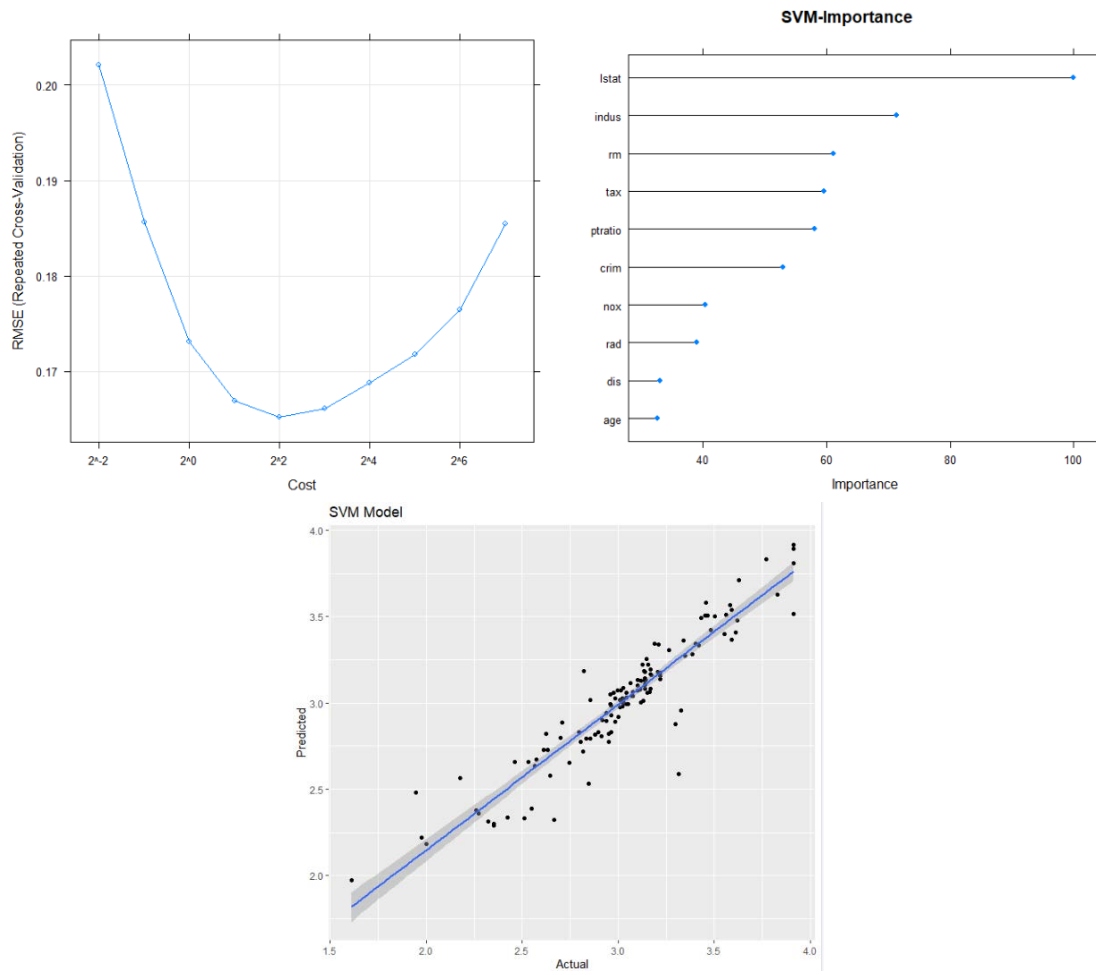 0.20
0.19
0.18
0.17
RMSE (Repeated Cross-Validation)
2^-2 2^0 2^2 2^4 2^6
Cost
SVM-Importance
lstat
indus
rm
tax
ptratio
crim
nox
rad
dis
age
40 60 80 100
Importance
SVM Model
4.0
3.5
3.0
2.5
2.0
Predicted
1.5 2.0 2.5 3.0 3.5 4.0
Actual